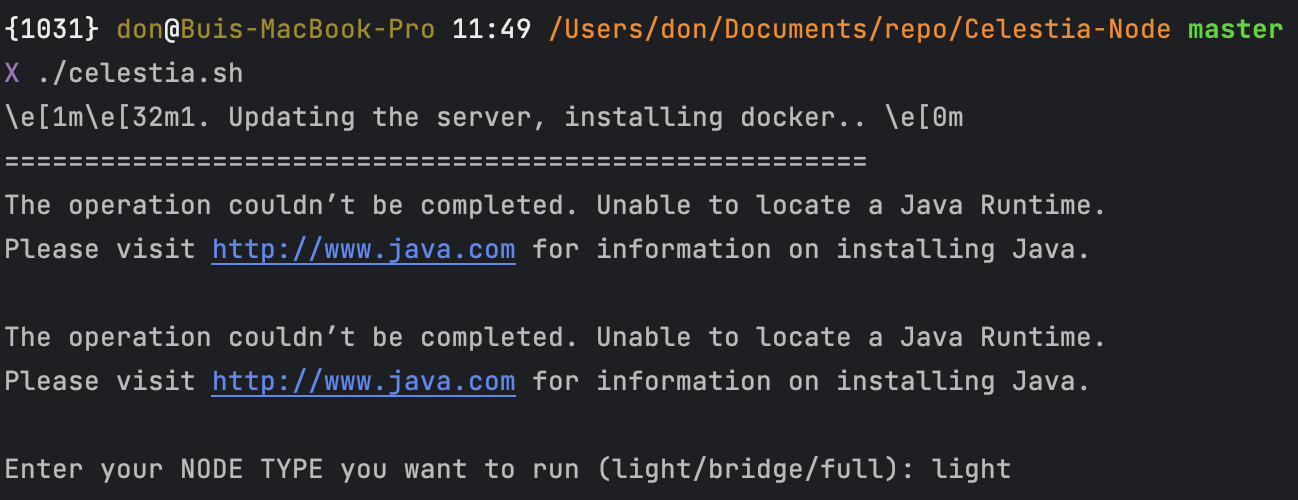 {1031} don@Buis-MacBook-Pro 11:49 /Users/don/Documents/repo/Celestia-Node master
X ./celestia.sh
\e[1m\e[32m1. Updating the server, installing docker.. \e[0m
======================================================
The operation couldn’t be completed. Unable to locate a Java Runtime.
Please visit http://www.java.com for information on installing Java.

The operation couldn’t be completed. Unable to locate a Java Runtime.
Please visit http://www.java.com for information on installing Java.

Enter your NODE TYPE you want to run (light/bridge/full): light